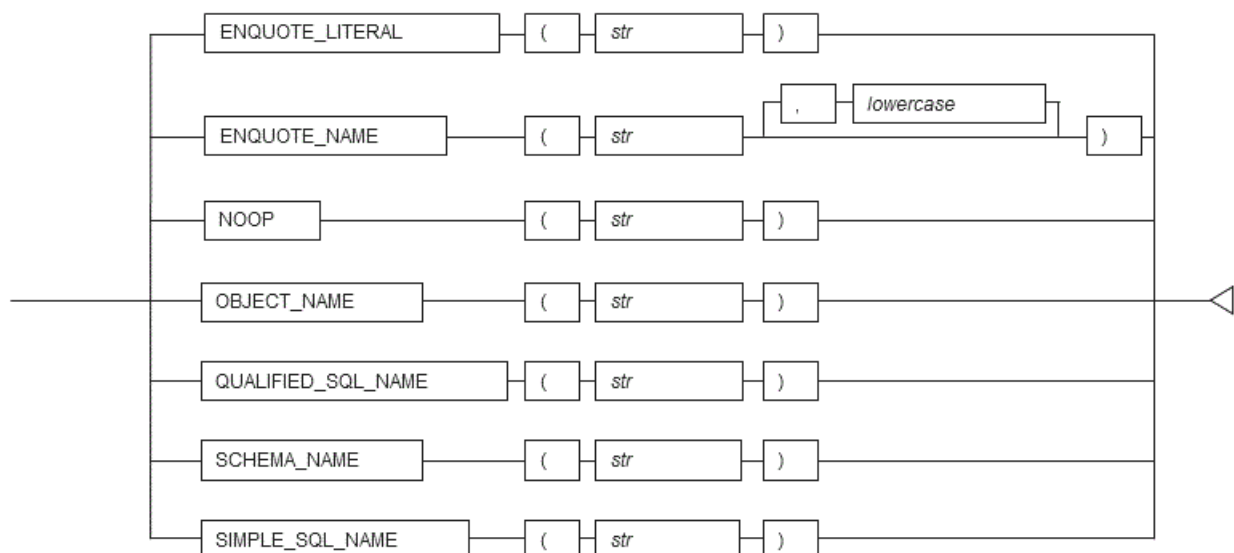 ENQUOTE_LITERAL ( str )
, lowercase
ENQUOTE_NAME ( str )
NOOP ( str )
OBJECT_NAME ( str )
QUALIFIED_SQL_NAME ( str )
SCHEMA_NAME ( str )
SIMPLE_SQL_NAME ( str )